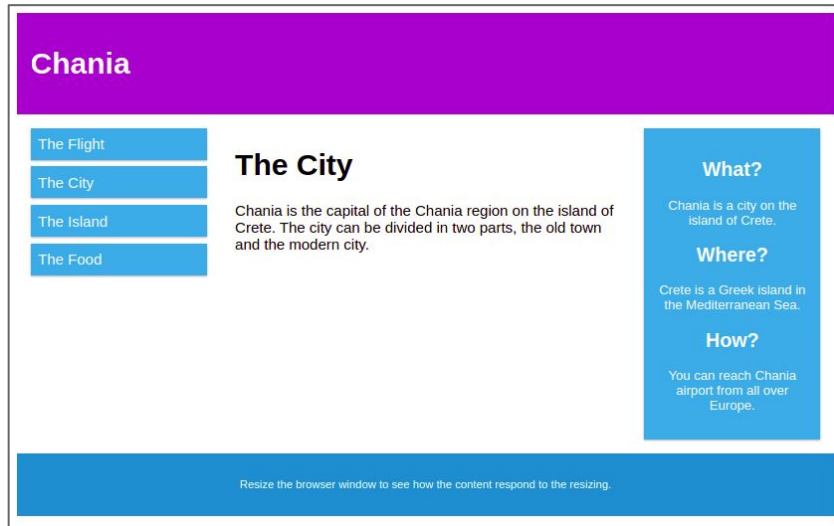 Chania
The Flight
The City
The Island
The Food
The City
Chania is the capital of the Chania region on the island of
Crete. The city can be divided in two parts, the old town
and the modern city.
What?
Chania is a city on the
island of Crete.
Where?
Crete is a Greek island in
the Mediterranean Sea.
How?
You can reach Chania
airport from all over
Europe.
Resize the browser window to see how the content respond to the resizing.